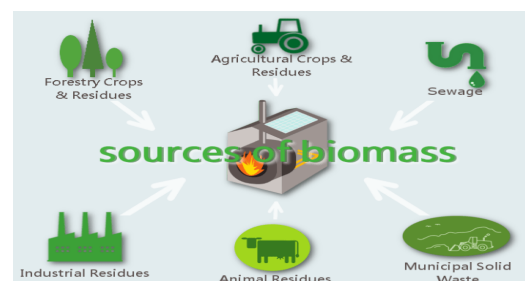 Forestry Crops
& Residues
Agricultural Crops &
Residues
Sewage
sources of biomass
Industrial Residues
Animal Residues
Municipal Solid
Waste